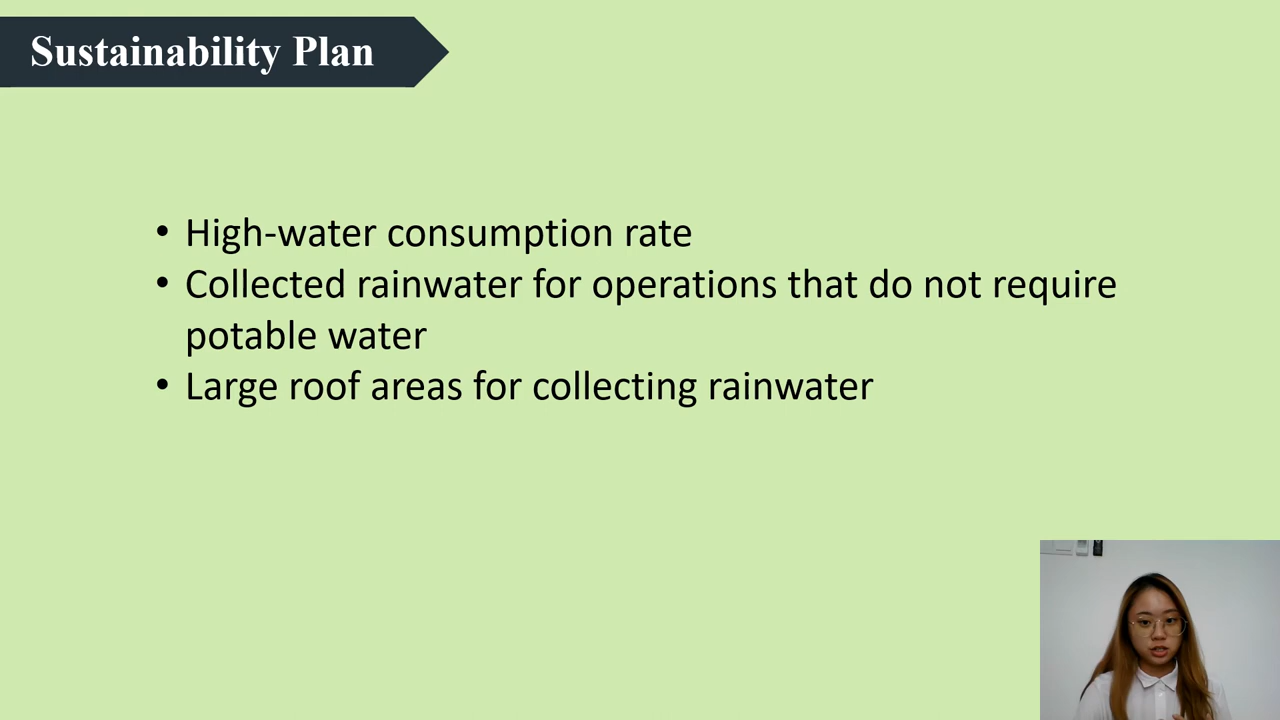 Sustainability Plan
• High-water consumption rate
• Collected rainwater for operations that do not require
potable water
• Large roof areas for collecting rainwater